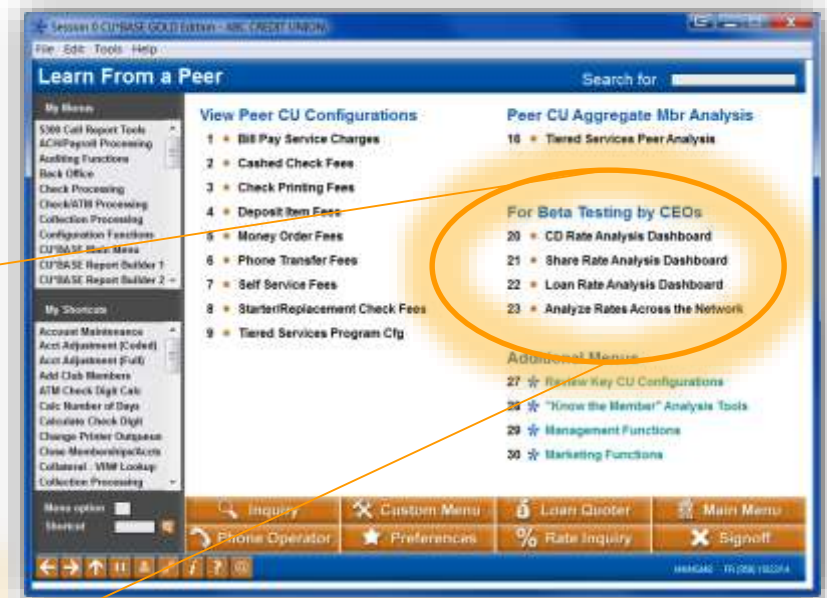 Session 0 CU*BASE GOLD Edition - ABC CREDIT UNION
File Edit Tools Help
Learn From a Peer
Search for
My Menus
5300 Call Report Tools
ACH/Payroll Processing
Auditing Functions
Back Office
Check Processing
Check/ATM Processing
Collection Processing
Configuration Functions
CU*BASE Main Menu
CU*BASE Report Builder 1
CU*BASE Report Builder 2
My Shortcuts
Account Maintenance
Acct Adjustment (Coded)
Acct Adjustment (Full)
Add Club Members
ATM Check Digit Calc
Calc Number of Days
Calculate Check Digit
Change Printer Outqueue
Close Memberships/Accts
Collateral - VIN# Lookup
Collection Processing
Menu option
Shortcut
View Peer CU Configurations
1 Bill Pay Service Charges
2 Cashed Check Fees
3 Check Printing Fees
4 Deposit Item Fees
5 Money Order Fees
6 Phone Transfer Fees
7 Self Service Fees
8 Starter/Replacement Check Fees
9 Tiered Services Program Cfg
Peer CU Aggregate Mbr Analysis
16 Tiered Services Peer Analysis
For Beta Testing by CEOs
20 CD Rate Analysis Dashboard
21 Share Rate Analysis Dashboard
22 Loan Rate Analysis Dashboard
23 Analyze Rates Across the Network
Additional Menus
27 Review Key CU Configurations
28 "Know the Member" Analysis Tools
29 Management Functions
30 Marketing Functions
Inquiry
Custom Menu
Loan Quoter
Main Menu
Phone Operator
Preferences
Rate Inquiry
Signoff